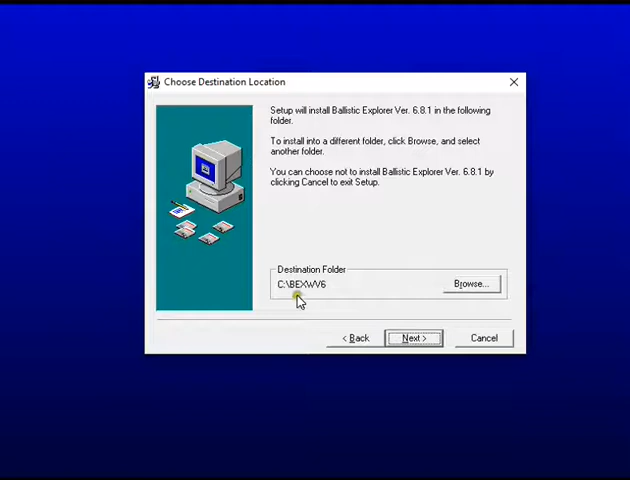 Choose Destination Location
Setup will install Ballistic Explorer Ver. 6.8.1 in the following
folder.
To install into a different folder, click Browse, and select
another folder.
You can choose not to install Ballistic Explorer Ver. 6.8.1 by
clicking Cancel to exit Setup.
Destination Folder
C:\BEXWV6
Browse...
< Back
Next >
Cancel